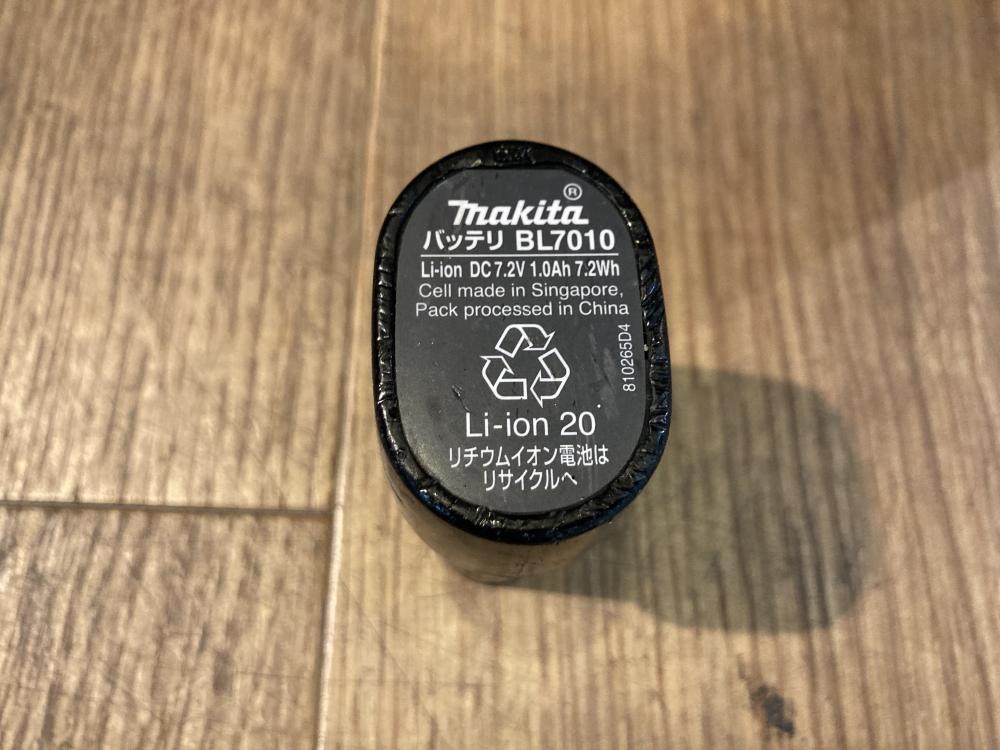 makita®
バッテリ BL7010
Li-ion DC 7.2V 1.0Ah 7.2Wh
Cell made in Singapore,
Pack processed in China
810265D4
Li-ion 20
リチウムイオン電池は
リサイクルへ